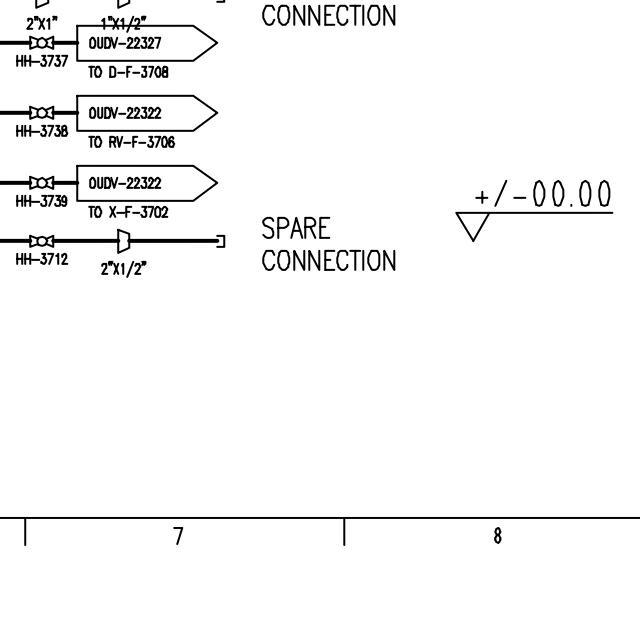 CONNECTION
2"X1"
1"X1/2"
OUDV-22327
HH-3737
TO D-F-3708
OUDV-22322
HH-3738
TO RV-F-3706
OUDV-22322
HH-3739
TO X-F-3702
+/-00.00
SPARE
CONNECTION
HH-3712
2"X1/2"
7
8